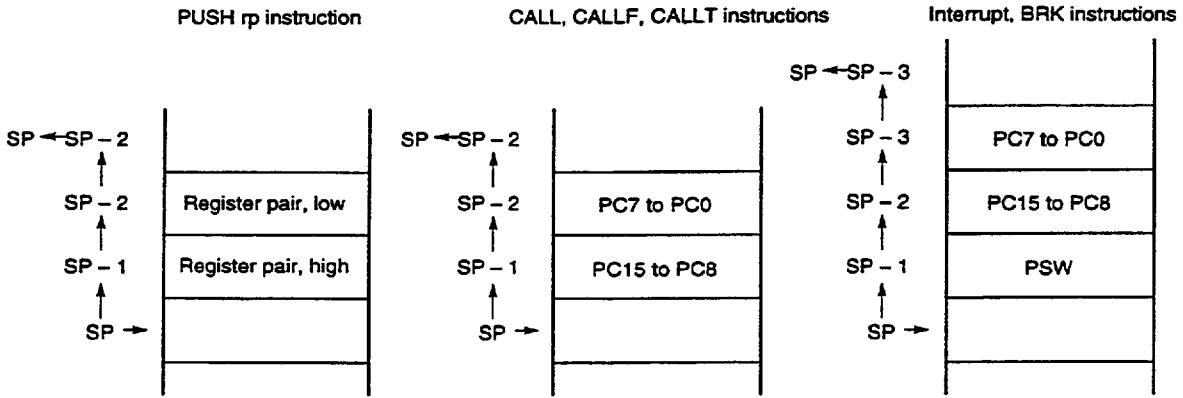 PUSH rp instruction
SP ← SP – 2
SP – 2
Register pair, low
SP – 1
Register pair, high
SP →
CALL, CALLF, CALLT instructions
SP ← SP – 2
SP – 2
PC7 to PC0
SP – 1
PC15 to PC8
SP →
Interrupt, BRK instructions
SP ← SP – 3
SP – 3
PC7 to PC0
SP – 2
PC15 to PC8
SP – 1
PSW
SP →